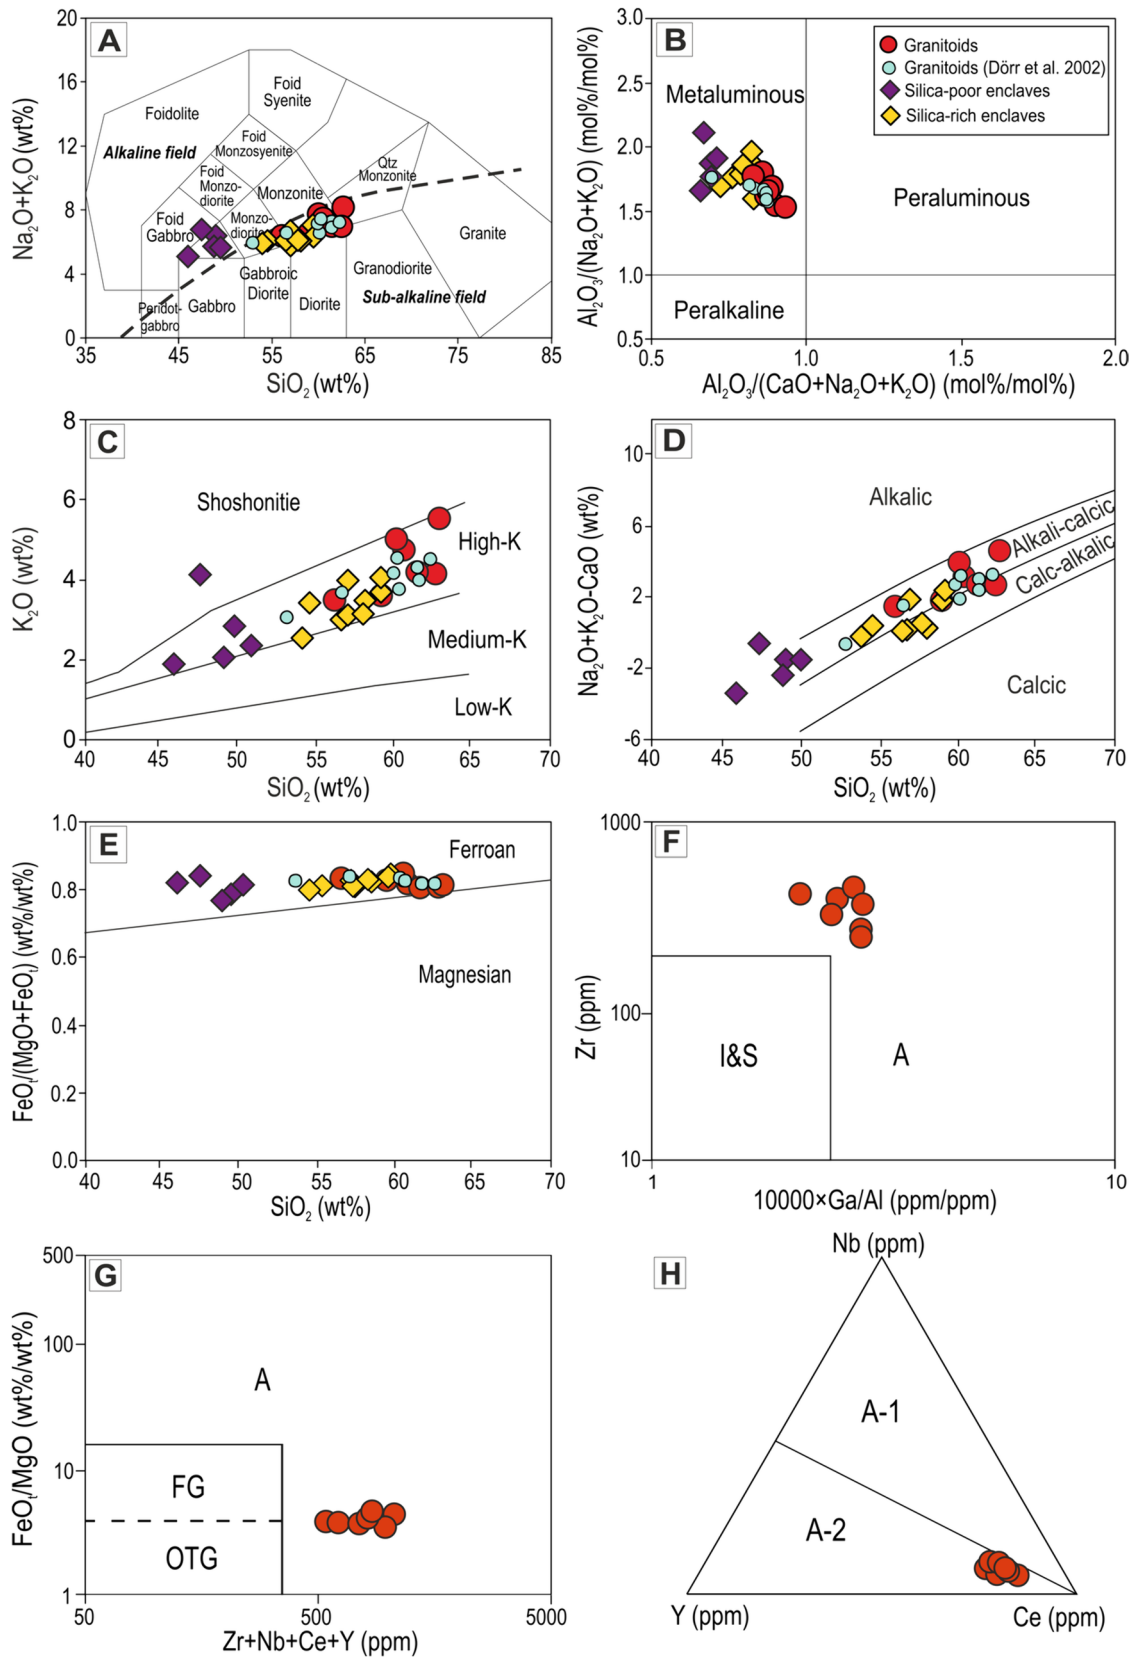 A
Na₂O+K₂O (wt%)
20
16
12
8
4
0
35
45
55
65
75
85
SiO₂ (wt%)
Foid
Syenite
Foidolite
Alkaline field
Foid
Monzosyenite
Foid
Monzo-
diorite
Monzonite
Qtz
Monzonite
Foid
Gabbro
Monzo-
diorite
Granite
Gabbroic
Diorite
Granodiorite
Sub-alkaline field
Peridot-
gabbro
Gabbro
Diorite
B
Al₂O₃/(Na₂O+K₂O) (mol%/mol%)
3.0
2.5
2.0
1.5
1.0
0.5
0.5
1.0
1.5
2.0
Al₂O₃/(CaO+Na₂O+K₂O) (mol%/mol%)
Granitoids
Granitoids (Dörr et al. 2002)
Silica-poor enclaves
Silica-rich enclaves
Metaluminous
Peraluminous
Peralkaline
C
K₂O (wt%)
8
6
4
2
0
40
45
50
55
60
65
70
SiO₂ (wt%)
Shoshonitie
High-K
Medium-K
Low-K
D
Na₂O+K₂O-CaO (wt%)
10
6
2
-2
-6
40
45
50
55
60
65
70
SiO₂ (wt%)
Alkalic
Alkali-calcic
Calc-alkalic
Calcic
E
FeOₜ/(MgO+FeOₜ) (wt%/wt%)
1.0
0.8
0.6
0.4
0.2
0.0
40
45
50
55
60
65
70
SiO₂ (wt%)
Ferroan
Magnesian
F
Zr (ppm)
1000
100
10
1
10
10000×Ga/Al (ppm/ppm)
I&S
A
G
FeOₜ/MgO (wt%/wt%)
500
100
10
1
50
500
5000
Zr+Nb+Ce+Y (ppm)
A
FG
OTG
H
Nb (ppm)
A-1
A-2
Y (ppm)
Ce (ppm)